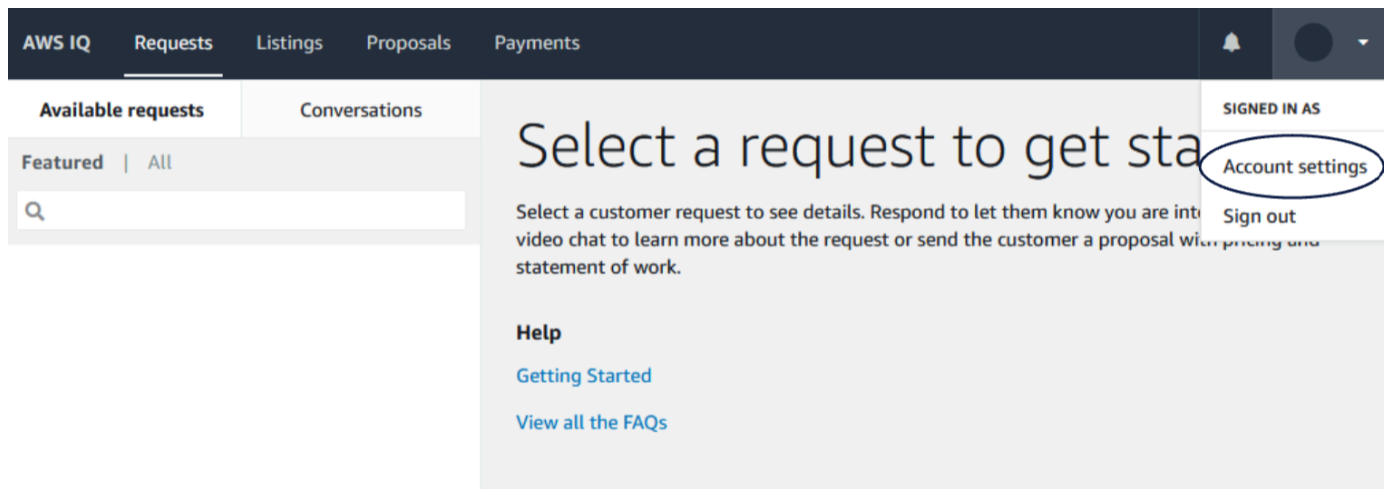 AWS IQ Requests Listings Proposals Payments
Available requests Conversations
Featured | All
Select a request to get sta
Select a customer request to see details. Respond to let them know you are int
video chat to learn more about the request or send the customer a proposal with pricing and
statement of work.
Help
Getting Started
View all the FAQs
SIGNED IN AS
Account settings
Sign out